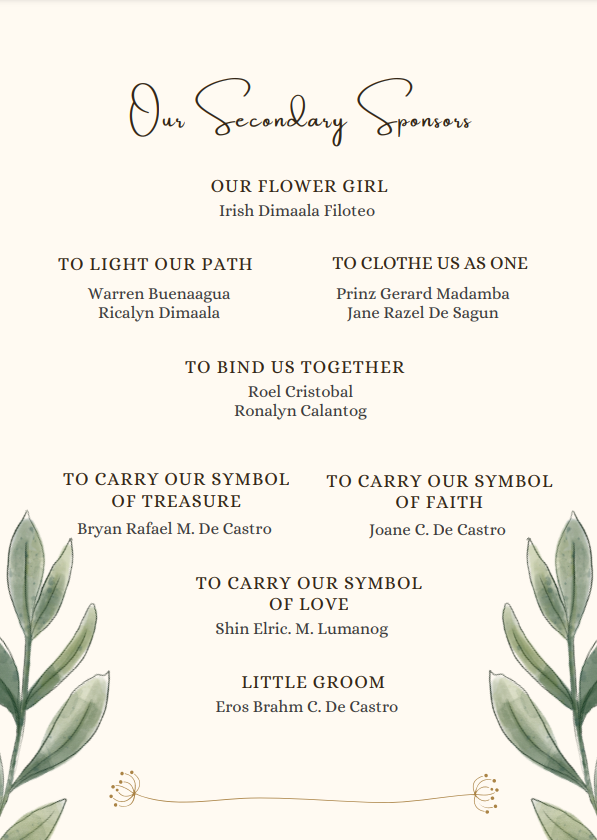 Our Secondary Sponsors
OUR FLOWER GIRL
Irish Dimaala Filoteo
TO LIGHT OUR PATH
Warren Buenaagua
Ricalyn Dimaala
TO CLOTHE US AS ONE
Prinz Gerard Madamba
Jane Razel De Sagun
TO BIND US TOGETHER
Roel Cristobal
Ronalyn Calantog
TO CARRY OUR SYMBOL
OF TREASURE
Bryan Rafael M. De Castro
TO CARRY OUR SYMBOL
OF FAITH
Joane C. De Castro
TO CARRY OUR SYMBOL
OF LOVE
Shin Elric. M. Lumanog
LITTLE GROOM
Eros Brahm C. De Castro